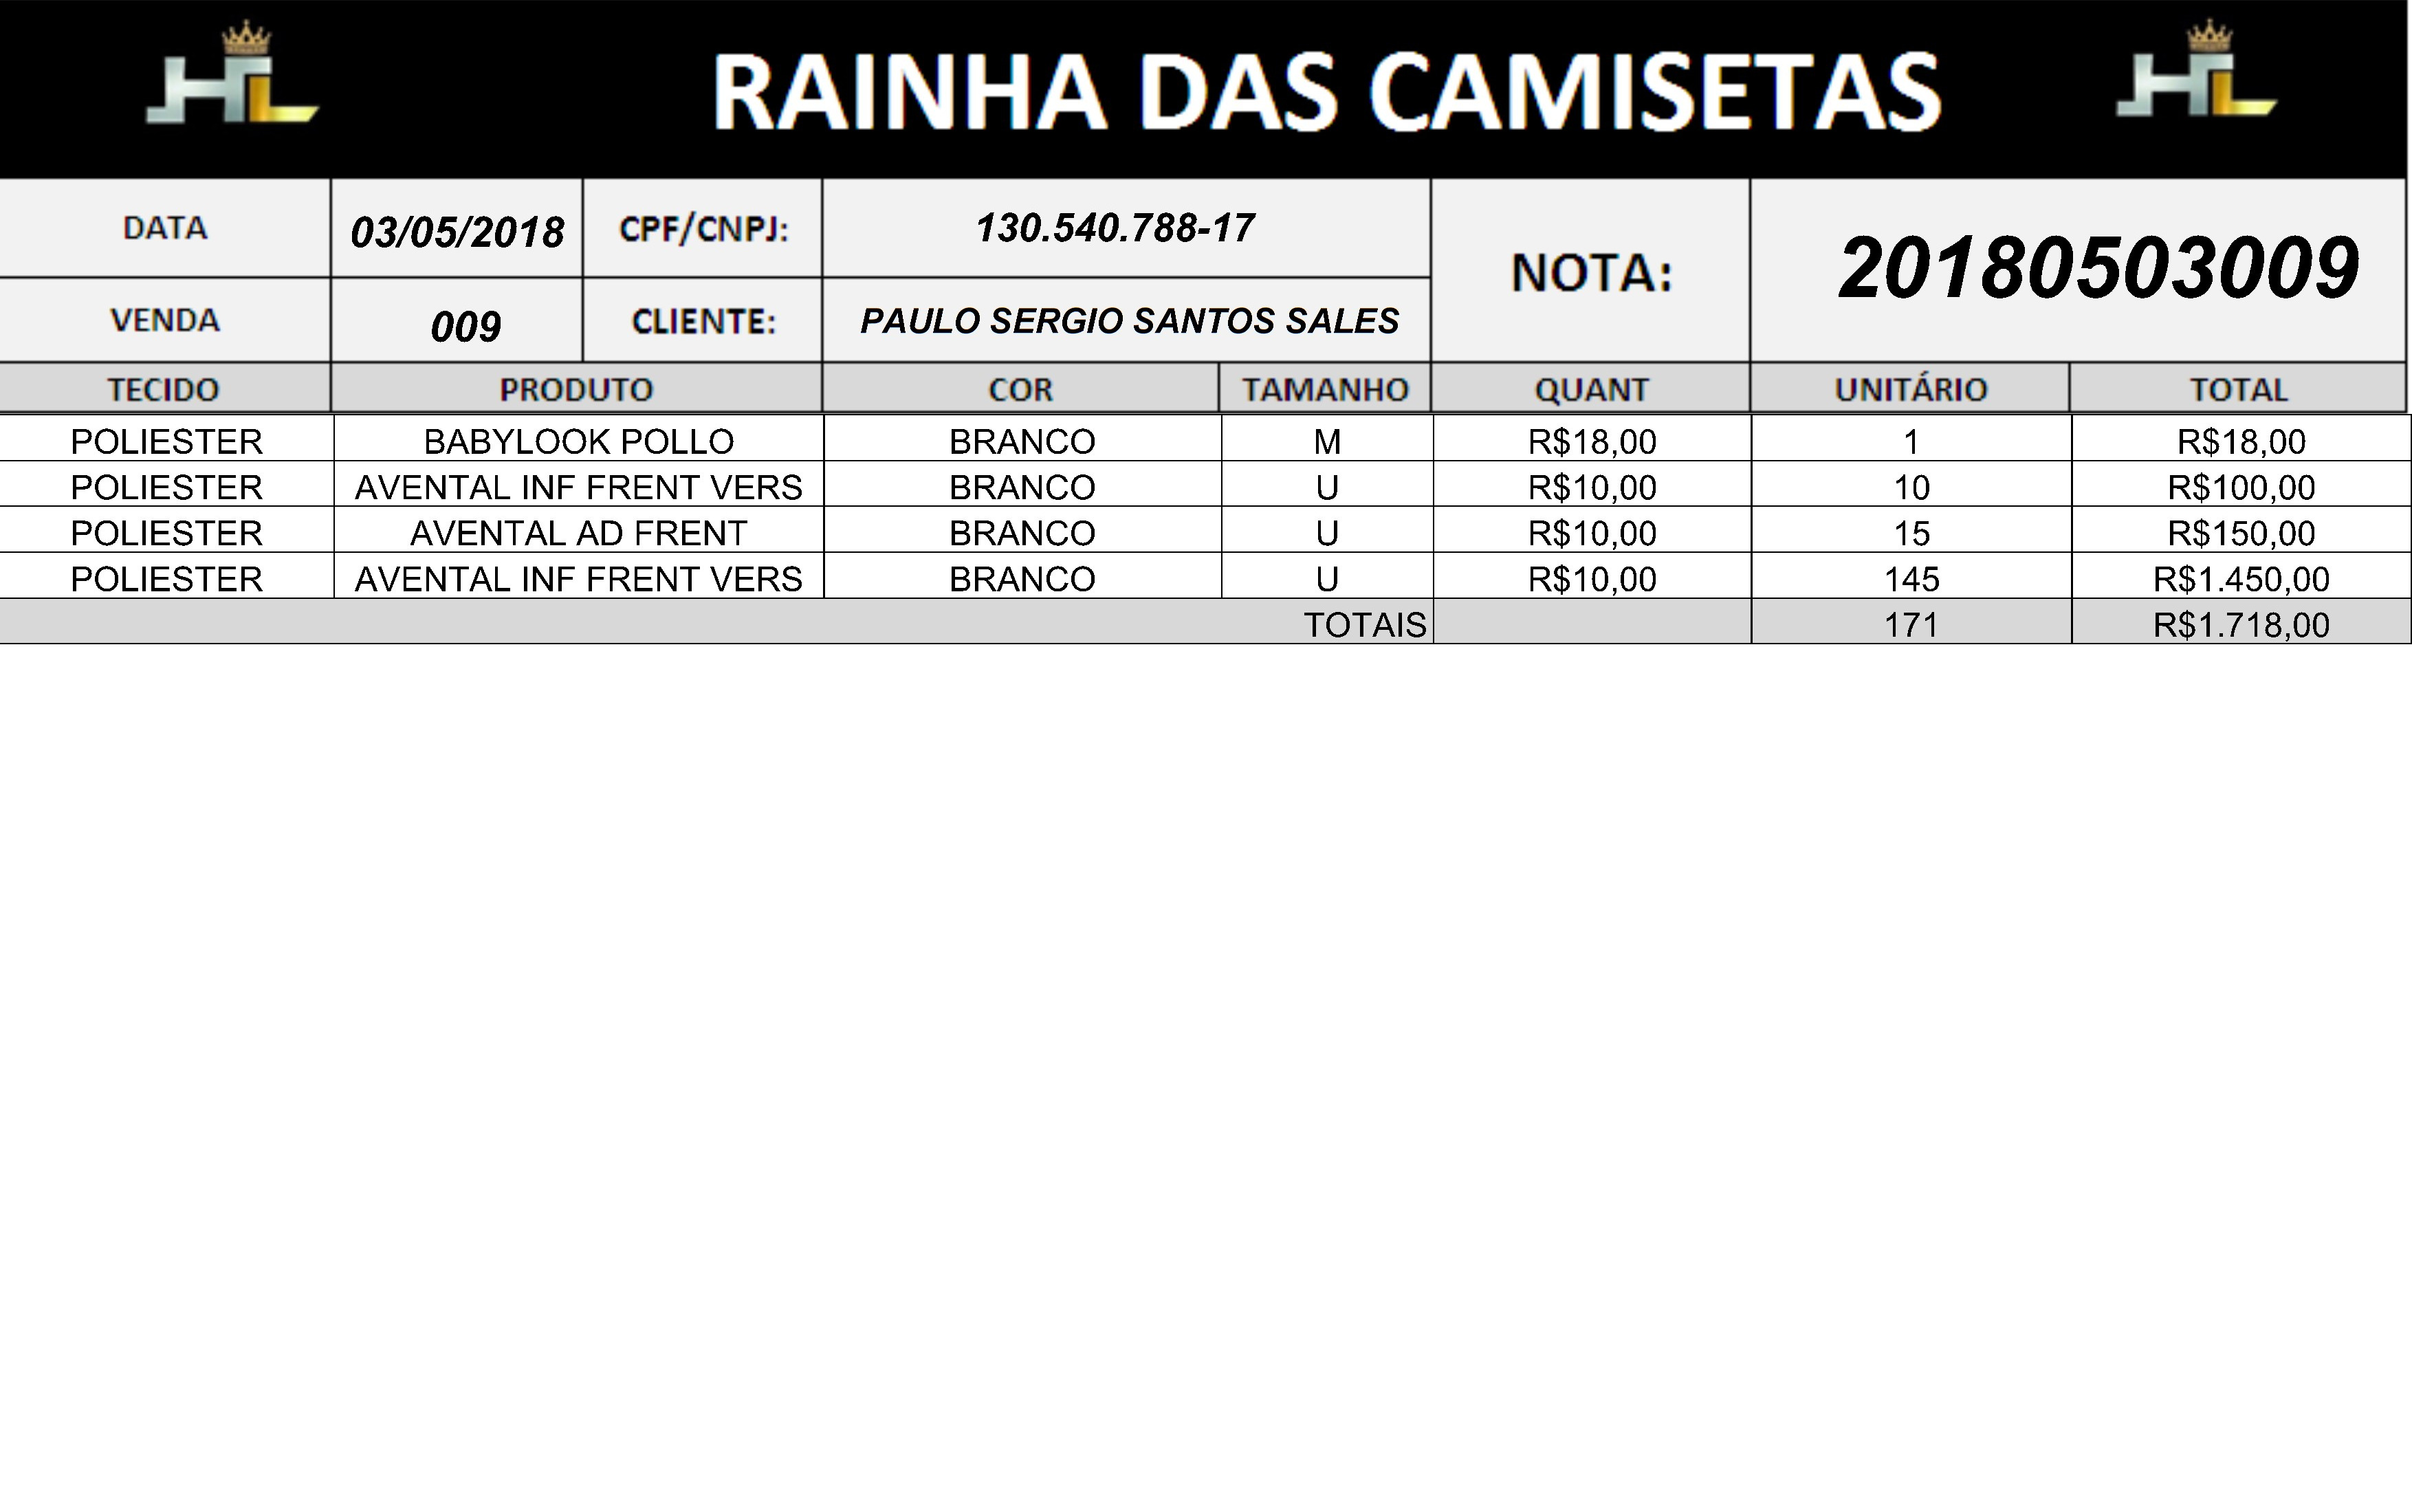 HL RAINHA DAS CAMISETAS HL
DATA 03/05/2018 CPF/CNPJ: 130.540.788-17 NOTA: 20180503009
VENDA 009 CLIENTE: PAULO SERGIO SANTOS SALES
TECIDO PRODUTO COR TAMANHO QUANT UNITÁRIO TOTAL
POLIESTER BABYLOOK POLLO BRANCO M R$18,00 1 R$18,00
POLIESTER AVENTAL INF FRENT VERS BRANCO U R$10,00 10 R$100,00
POLIESTER AVENTAL AD FRENT BRANCO U R$10,00 15 R$150,00
POLIESTER AVENTAL INF FRENT VERS BRANCO U R$10,00 145 R$1.450,00
TOTAIS 171 R$1.718,00